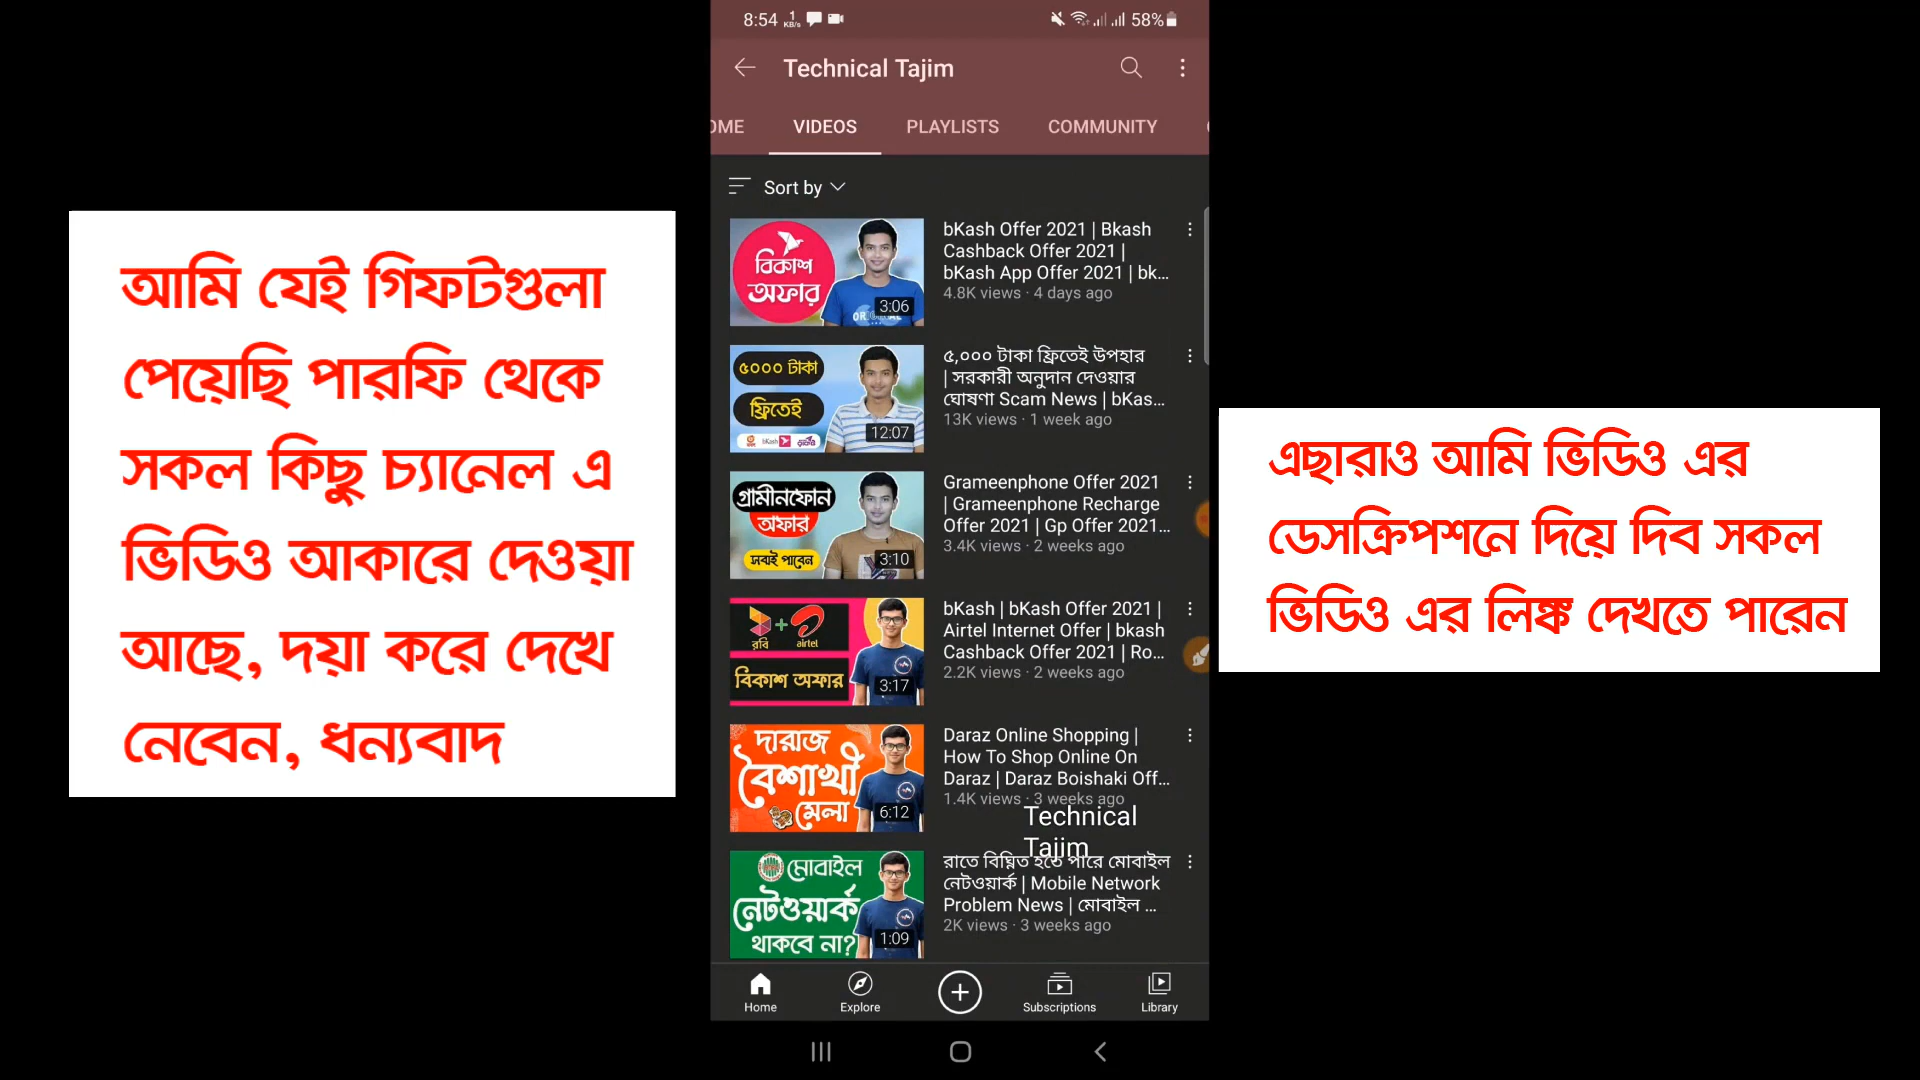 আমি যেই গিফটগুলা
পেয়েছি পারফি থেকে
সকল কিছু চ্যানেল এ
ভিডিও আকারে দেওয়া
আছে, দয়া করে দেখে
নেবেন, ধন্যবাদ
8:54 1 KB/s 58%
Technical Tajim
OME VIDEOS PLAYLISTS COMMUNITY
Sort by
বিকাশ
অফার
3:06
bKash Offer 2021 | Bkash
Cashback Offer 2021 |
bKash App Offer 2021 | bk...
4.8K views · 4 days ago
৫০০০ টাকা
ফ্রিতেই
bKash
12:07
৫,০০০ টাকা ফ্রিতেই উপহার
| সরকারী অনুদান দেওয়ার
ঘোষণা Scam News | bKas...
13K views · 1 week ago
গ্রামীনফোন
অফার
সবাই পাবেন
3:10
Grameenphone Offer 2021
| Grameenphone Recharge
Offer 2021 | Gp Offer 2021...
3.4K views · 2 weeks ago
রবি + airtel
বিকাশ অফার
3:17
bKash | bKash Offer 2021 |
Airtel Internet Offer | bkash
Cashback Offer 2021 | Ro...
2.2K views · 2 weeks ago
দারাজ
বৈশাখী
মেলা
6:12
Daraz Online Shopping |
How To Shop Online On
Daraz | Daraz Boishaki Off...
1.4K views · 3 weeks ago
Technical
Tajim
মোবাইল
নেটওয়ার্ক
থাকবে না?
1:09
রাতে বিঘ্নিত হতে পারে মোবাইল
নেটওয়ার্ক | Mobile Network
Problem News | মোবাইল ...
2K views · 3 weeks ago
Home Explore Subscriptions Library
এছারাও আমি ভিডিও এর
ডেসক্রিপশনে দিয়ে দিব সকল
ভিডিও এর লিঙ্ক দেখতে পারেন